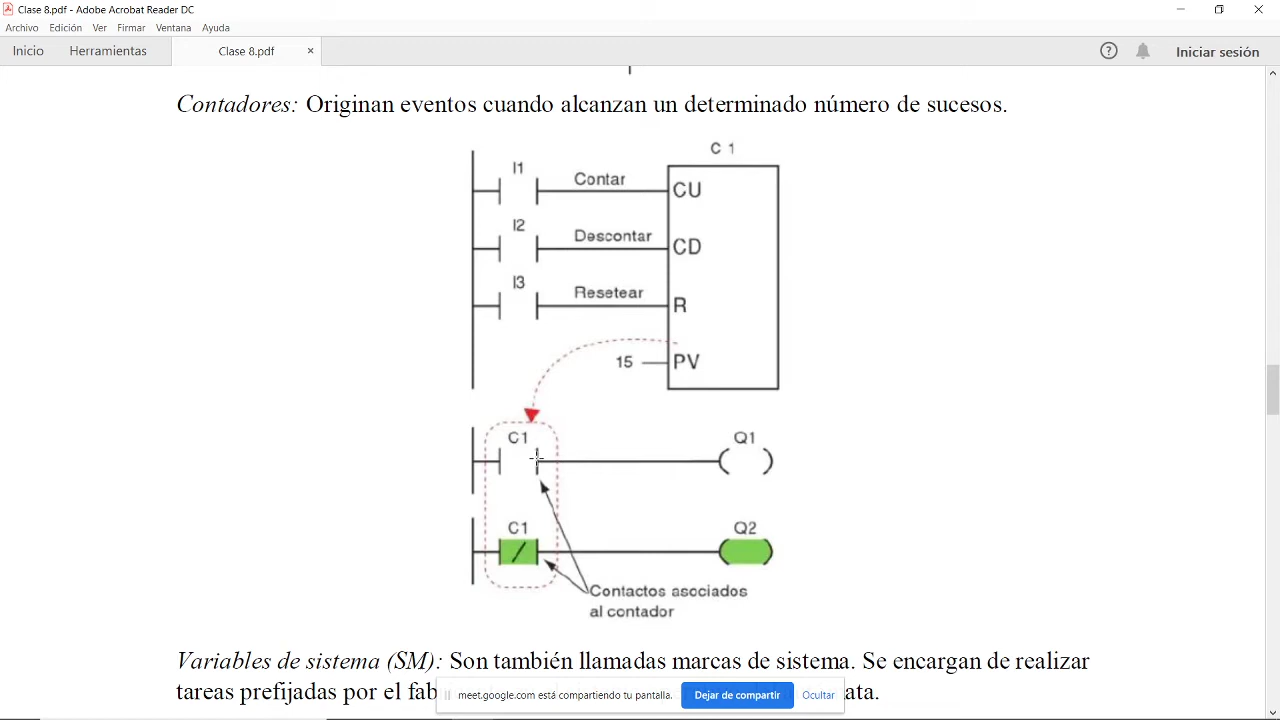 Clase 8.pdf - Adobe Acrobat Reader DC
Archivo Edición Ver Firmar Ventana Ayuda
Inicio Herramientas Clase 8.pdf × ? Iniciar sesión
Contadores: Originan eventos cuando alcanzan un determinado número de sucesos.
C 1
I1 Contar CU
I2 Descontar CD
I3 Resetear R
15 PV
C1 Q1
C1 Q2
Contactos asociados
al contador
Variables de sistema (SM): Son también llamadas marcas de sistema. Se encargan de realizar
tareas prefijadas por el fab ata.
meet.google.com está compartiendo tu pantalla. Dejar de compartir Ocultar